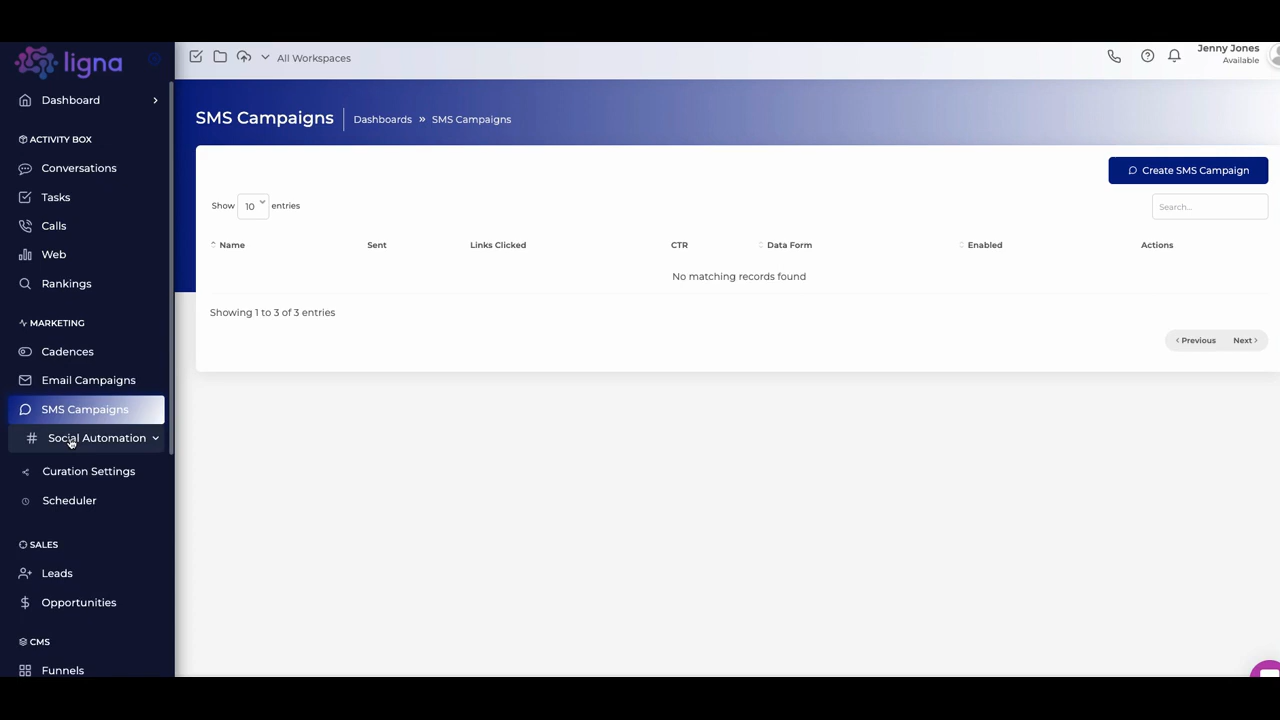 ligna
All Workspaces
Jenny Jones
Available
Dashboard
ACTIVITY BOX
Conversations
Tasks
Calls
Web
Rankings
MARKETING
Cadences
Email Campaigns
SMS Campaigns
# Social Automation
Curation Settings
Scheduler
SALES
Leads
Opportunities
CMS
Funnels
SMS Campaigns
Dashboards » SMS Campaigns
Create SMS Campaign
Show 10 entries
Search...
Name Sent Links Clicked CTR Data Form Enabled Actions
No matching records found
Showing 1 to 3 of 3 entries
‹ Previous Next ›